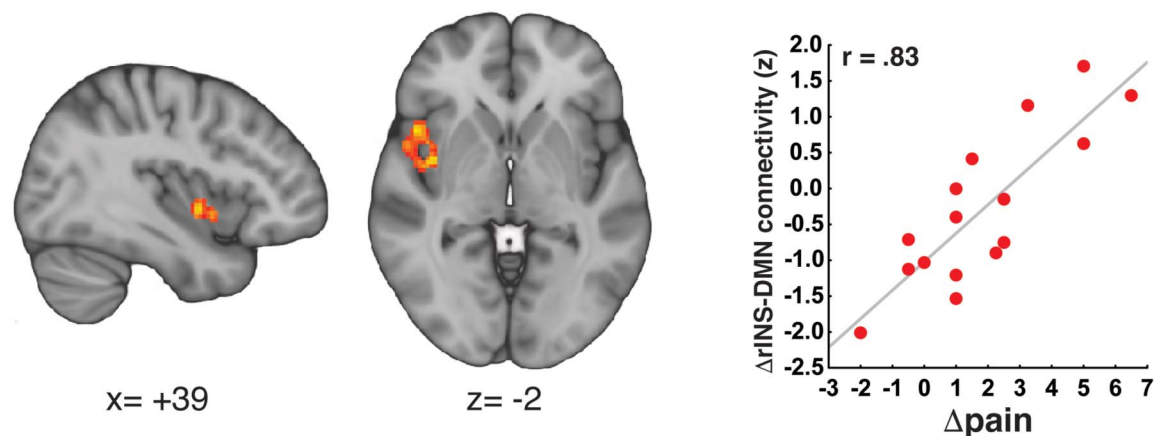 x= +39
z= -2
ΔrINS-DMN connectivity (z)
2.0
1.5
1.0
0.5
0.0
-0.5
-1.0
-1.5
-2.0
-2.5
r = .83
-3 -2 -1 0 1 2 3 4 5 6 7
Δpain